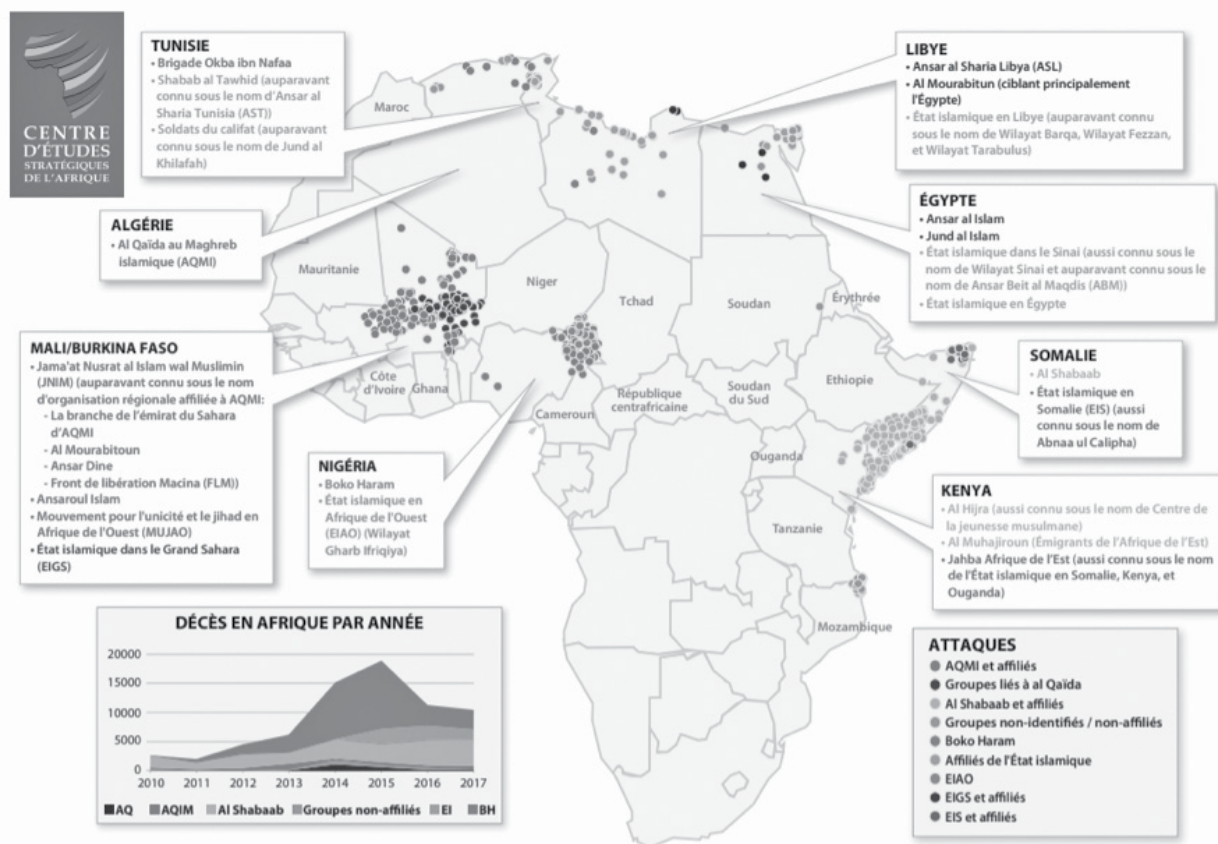 CENTRE
D'ÉTUDES
STRATÉGIQUES
DE L'AFRIQUE
TUNISIE
• Brigade Okba ibn Nafaa
• Shabab al Tawhid (auparavant
connu sous le nom d'Ansar al
Sharia Tunisia (AST))
• Soldats du califat (auparavant
connu sous le nom de Jund al
Khilafah)
LIBYE
• Ansar al Sharia Libya (ASL)
• Al Mourabitun (ciblant principalement
l'Égypte)
• État islamique en Libye (auparavant connu
sous le nom de Wilayat Barqa, Wilayat Fezzan,
et Wilayat Tarabulus)
ALGÉRIE
• Al Qaïda au Maghreb
islamique (AQMI)
ÉGYPTE
• Ansar al Islam
• Jund al Islam
• État islamique dans le Sinai (aussi connu sous le
nom de Wilayat Sinai et auparavant connu sous le
nom de Ansar Beit al Maqdis (ABM))
• État islamique en Égypte
MALI/BURKINA FASO
• Jama'at Nusrat al Islam wal Muslimin
(JNIM) (auparavant connu sous le nom
d'organisation régionale affiliée à AQMI:
- La branche de l'émirat du Sahara
d'AQMI
- Al Mourabitoun
- Ansar Dine
- Front de libération Macina (FLM))
• Ansaroul Islam
• Mouvement pour l'unicité et le jihad en
Afrique de l'Ouest (MUJAO)
• État islamique dans le Grand Sahara
(EIGS)
NIGÉRIA
• Boko Haram
• État islamique en
Afrique de l'Ouest
(EIAO) (Wilayat
Gharb Ifriqiya)
SOMALIE
• Al Shabaab
• État islamique en
Somalie (EIS) (aussi
connu sous le nom de
Abnaa ul Calipha)
KENYA
• Al Hijra (aussi connu sous le nom de Centre de
la jeunesse musulmane)
• Al Muhajiroun (Émigrants de l'Afrique de l'Est)
• Jahba Afrique de l'Est (aussi connu sous le nom
de l'État islamique en Somalie, Kenya, et
Ouganda)
Maroc
Mauritanie
Niger
Tchad
Soudan
Érythrée
Côte
d'Ivoire
Ghana
Cameroun
République
centrafricaine
Soudan
du Sud
Ethiopie
Ouganda
Tanzanie
Mozambique
DÉCÈS EN AFRIQUE PAR ANNÉE
20000
15000
10000
5000
0
2010 2011 2012 2013 2014 2015 2016 2017
AQ AQIM Al Shabaab Groupes non-affiliés EI BH
ATTAQUES
AQMI et affiliés
Groupes liés à al Qaïda
Al Shabaab et affiliés
Groupes non-identifiés / non-affiliés
Boko Haram
Affiliés de l'État islamique
EIAO
EIGS et affiliés
EIS et affiliés